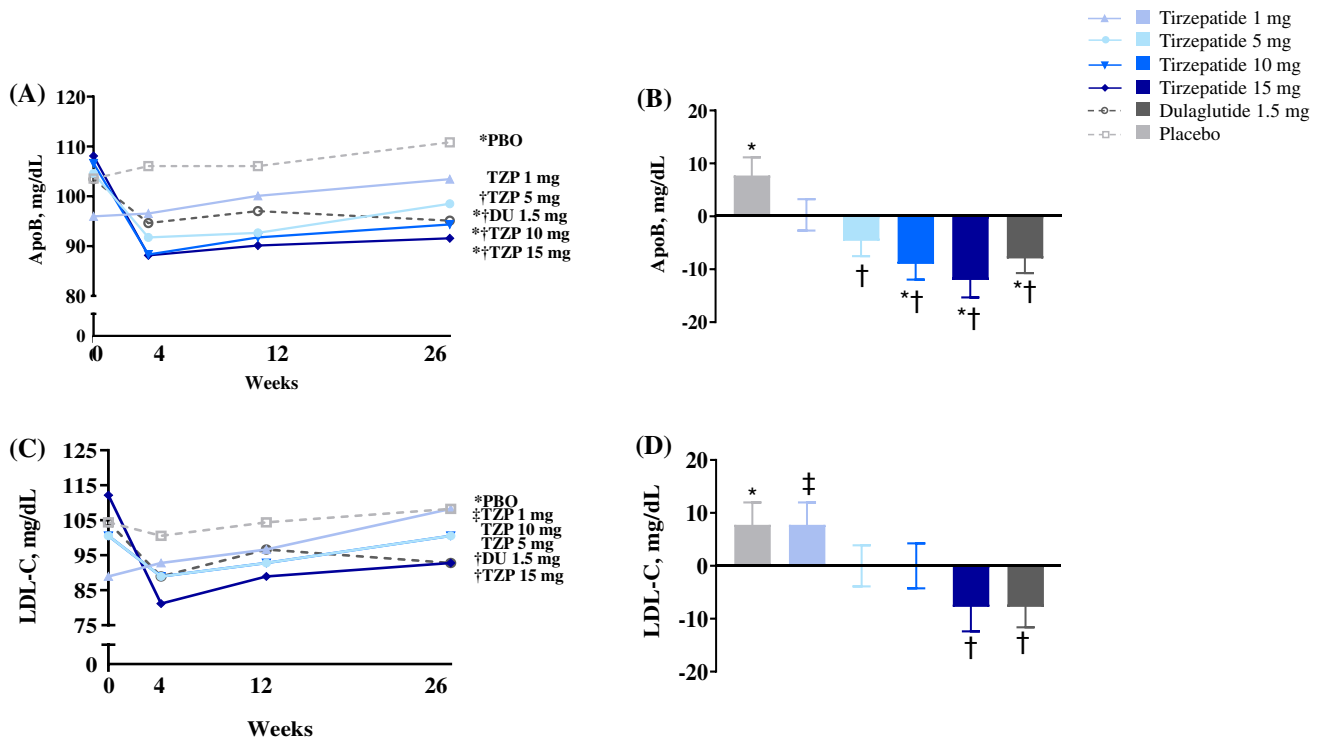 Tirzepatide 1 mg
Tirzepatide 5 mg
Tirzepatide 10 mg
Tirzepatide 15 mg
Dulaglutide 1.5 mg
Placebo
(A)
ApoB, mg/dL
120
110
100
90
80
0
0
4
12
26
Weeks
*PBO
TZP 1 mg
†TZP 5 mg
*†DU 1.5 mg
*†TZP 10 mg
*†TZP 15 mg
(B)
ApoB, mg/dL
20
10
0
-10
-20
*
†
*†
*†
*†
(C)
LDL-C, mg/dL
125
115
105
95
85
75
0
0
4
12
26
Weeks
*PBO
‡TZP 1 mg
TZP 10 mg
TZP 5 mg
†DU 1.5 mg
†TZP 15 mg
(D)
LDL-C, mg/dL
20
10
0
-10
-20
*
‡
†
†